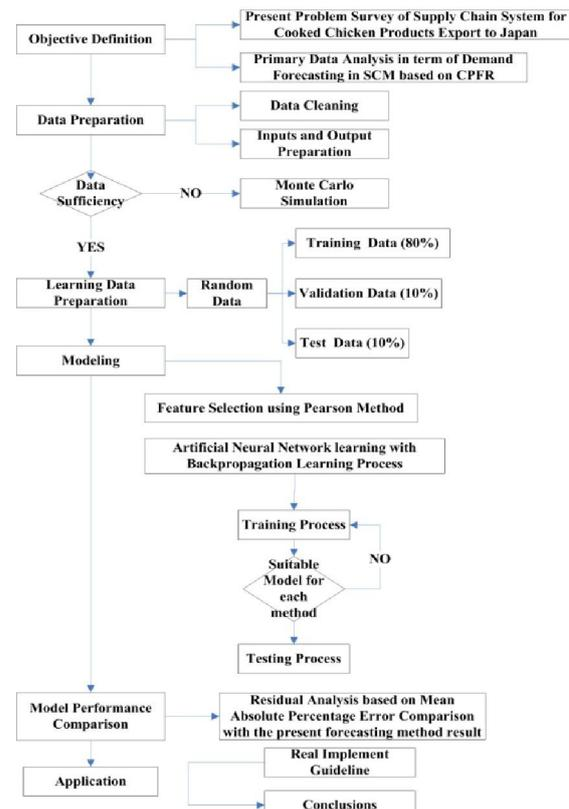 Objective Definition
Present Problem Survey of Supply Chain System for
Cooked Chicken Products Export to Japan
Primary Data Analysis in term of Demand
Forecasting in SCM based on CPFR
Data Preparation
Data Cleaning
Inputs and Output
Preparation
Data
Sufficiency
NO
Monte Carlo
Simulation
YES
Learning Data
Preparation
Random
Data
Training Data (80%)
Validation Data (10%)
Test Data (10%)
Modeling
Feature Selection using Pearson Method
Artificial Neural Network learning with
Backpropagation Learning Process
Training Process
NO
Suitable
Model for
each
method
Testing Process
Model Performance
Comparison
Residual Analysis based on Mean
Absolute Percentage Error Comparison
with the present forecasting method result
Application
Real Implement
Guideline
Conclusions